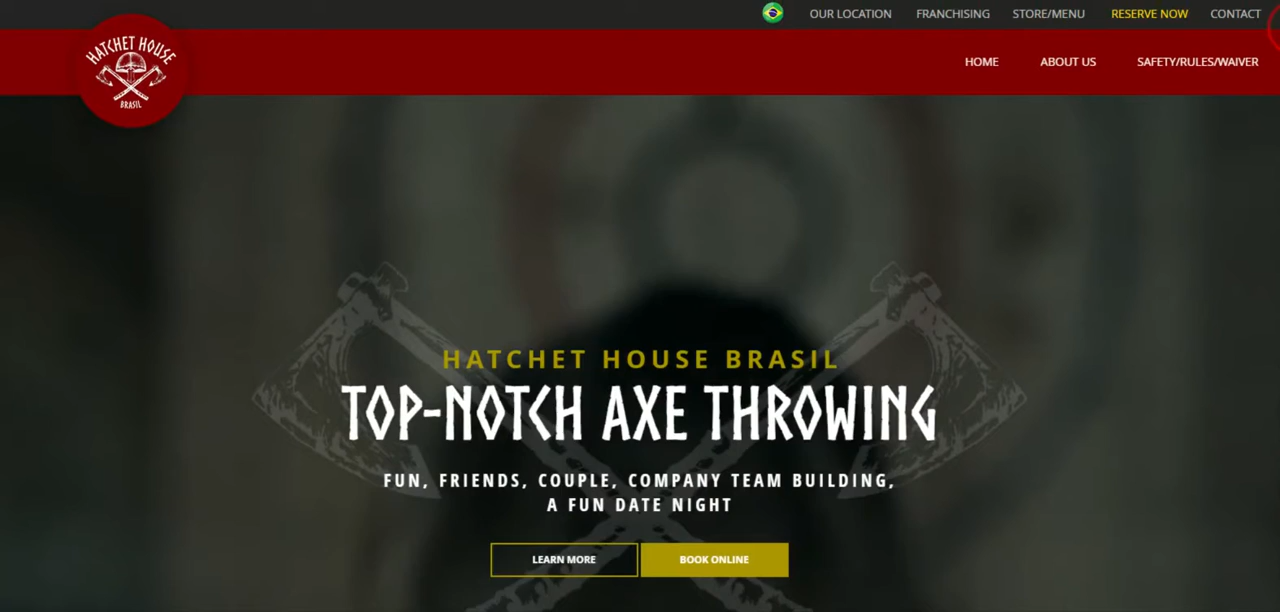 OUR LOCATION FRANCHISING STORE/MENU RESERVE NOW CONTACT
HATCHET HOUSE
BRASIL
HOME ABOUT US SAFETY/RULES/WAIVER
HATCHET HOUSE BRASIL
TOP-NOTCH AXE THROWING
FUN, FRIENDS, COUPLE, COMPANY TEAM BUILDING,
A FUN DATE NIGHT
LEARN MORE BOOK ONLINE